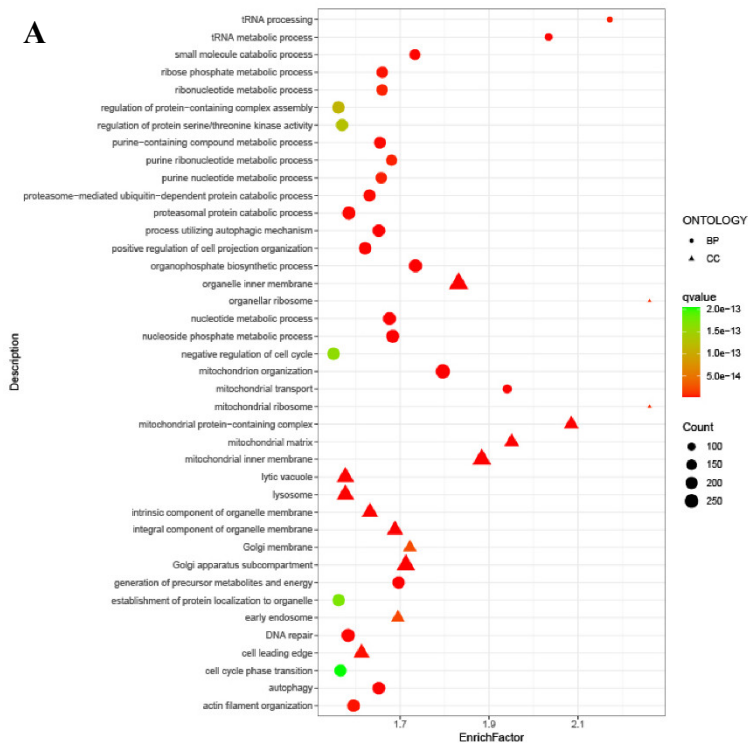 A
tRNA processing
tRNA metabolic process
small molecule catabolic process
ribose phosphate metabolic process
ribonucleotide metabolic process
regulation of protein-containing complex assembly
regulation of protein serine/threonine kinase activity
purine-containing compound metabolic process
purine ribonucleotide metabolic process
purine nucleotide metabolic process
proteasome-mediated ubiquitin-dependent protein catabolic process
proteasomal protein catabolic process
process utilizing autophagic mechanism
positive regulation of cell projection organization
organophosphate biosynthetic process
organelle inner membrane
organellar ribosome
nucleotide metabolic process
nucleoside phosphate metabolic process
negative regulation of cell cycle
mitochondrion organization
mitochondrial transport
mitochondrial ribosome
mitochondrial protein-containing complex
mitochondrial matrix
mitochondrial inner membrane
lytic vacuole
lysosome
intrinsic component of organelle membrane
integral component of organelle membrane
Golgi membrane
Golgi apparatus subcompartment
generation of precursor metabolites and energy
establishment of protein localization to organelle
early endosome
DNA repair
cell leading edge
cell cycle phase transition
autophagy
actin filament organization
Description
1.7
1.9
2.1
EnrichFactor
ONTOLOGY
BP
CC
qvalue
2.0e-13
1.0e-13
5.0e-14
Count
100
150
200
250